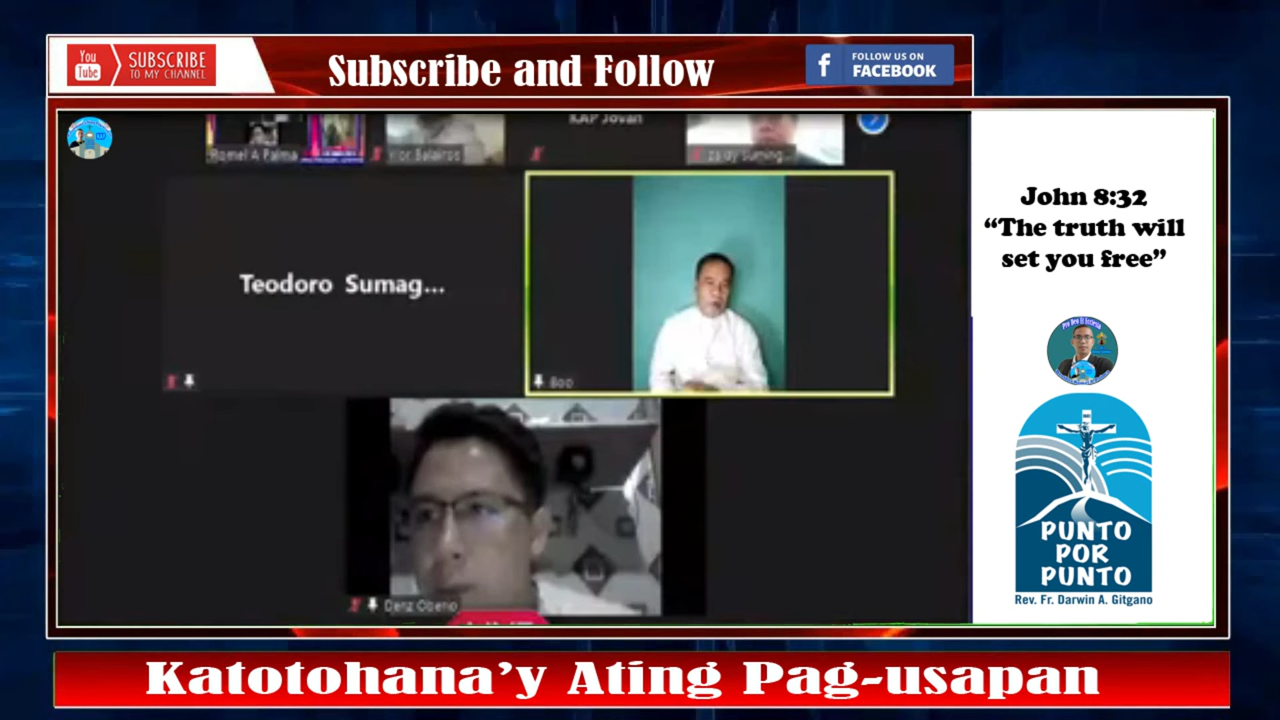 You
Tube
SUBSCRIBE
TO MY CHANNEL
Subscribe and Follow
f
FOLLOW US ON
FACEBOOK
Romel A Palma
KAP Jovan
Teodoro Sumag...
Boo
Denz Obeno
John 8:32
“The truth will
set you free”
PUNTO
POR
PUNTO
Rev. Fr. Darwin A. Gitgano
Katotohana’y Ating Pag-usapan